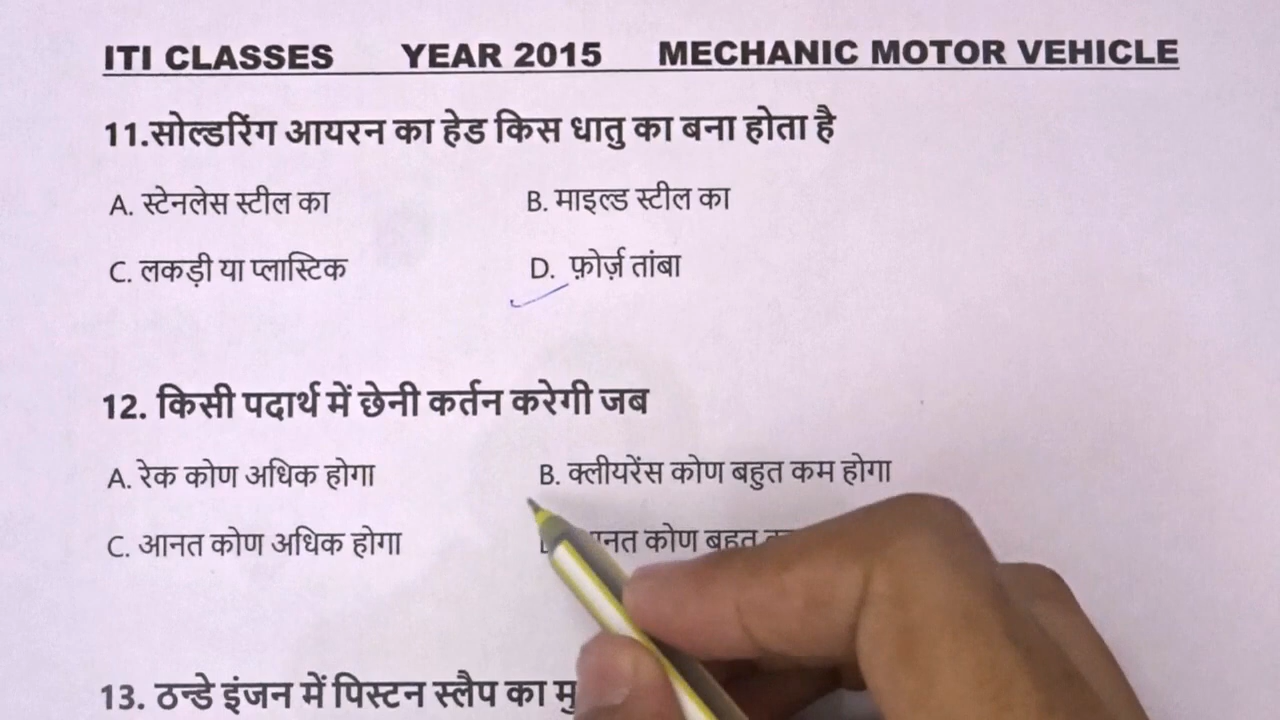 ITI CLASSES YEAR 2015 MECHANIC MOTOR VEHICLE
11.सोल्डरिंग आयरन का हेड किस धातु का बना होता है
A. स्टेनलेस स्टील का B. माइल्ड स्टील का
C. लकड़ी या प्लास्टिक D. फ़ोर्ज़ तांबा
12. किसी पदार्थ में छेनी कर्तन करेगी जब
A. रेक कोण अधिक होगा B. क्लीयरेंस कोण बहुत कम होगा
C. आनत कोण अधिक होगा कोण बहुत
13. ठन्डे इंजन में पिस्टन स्लैप का